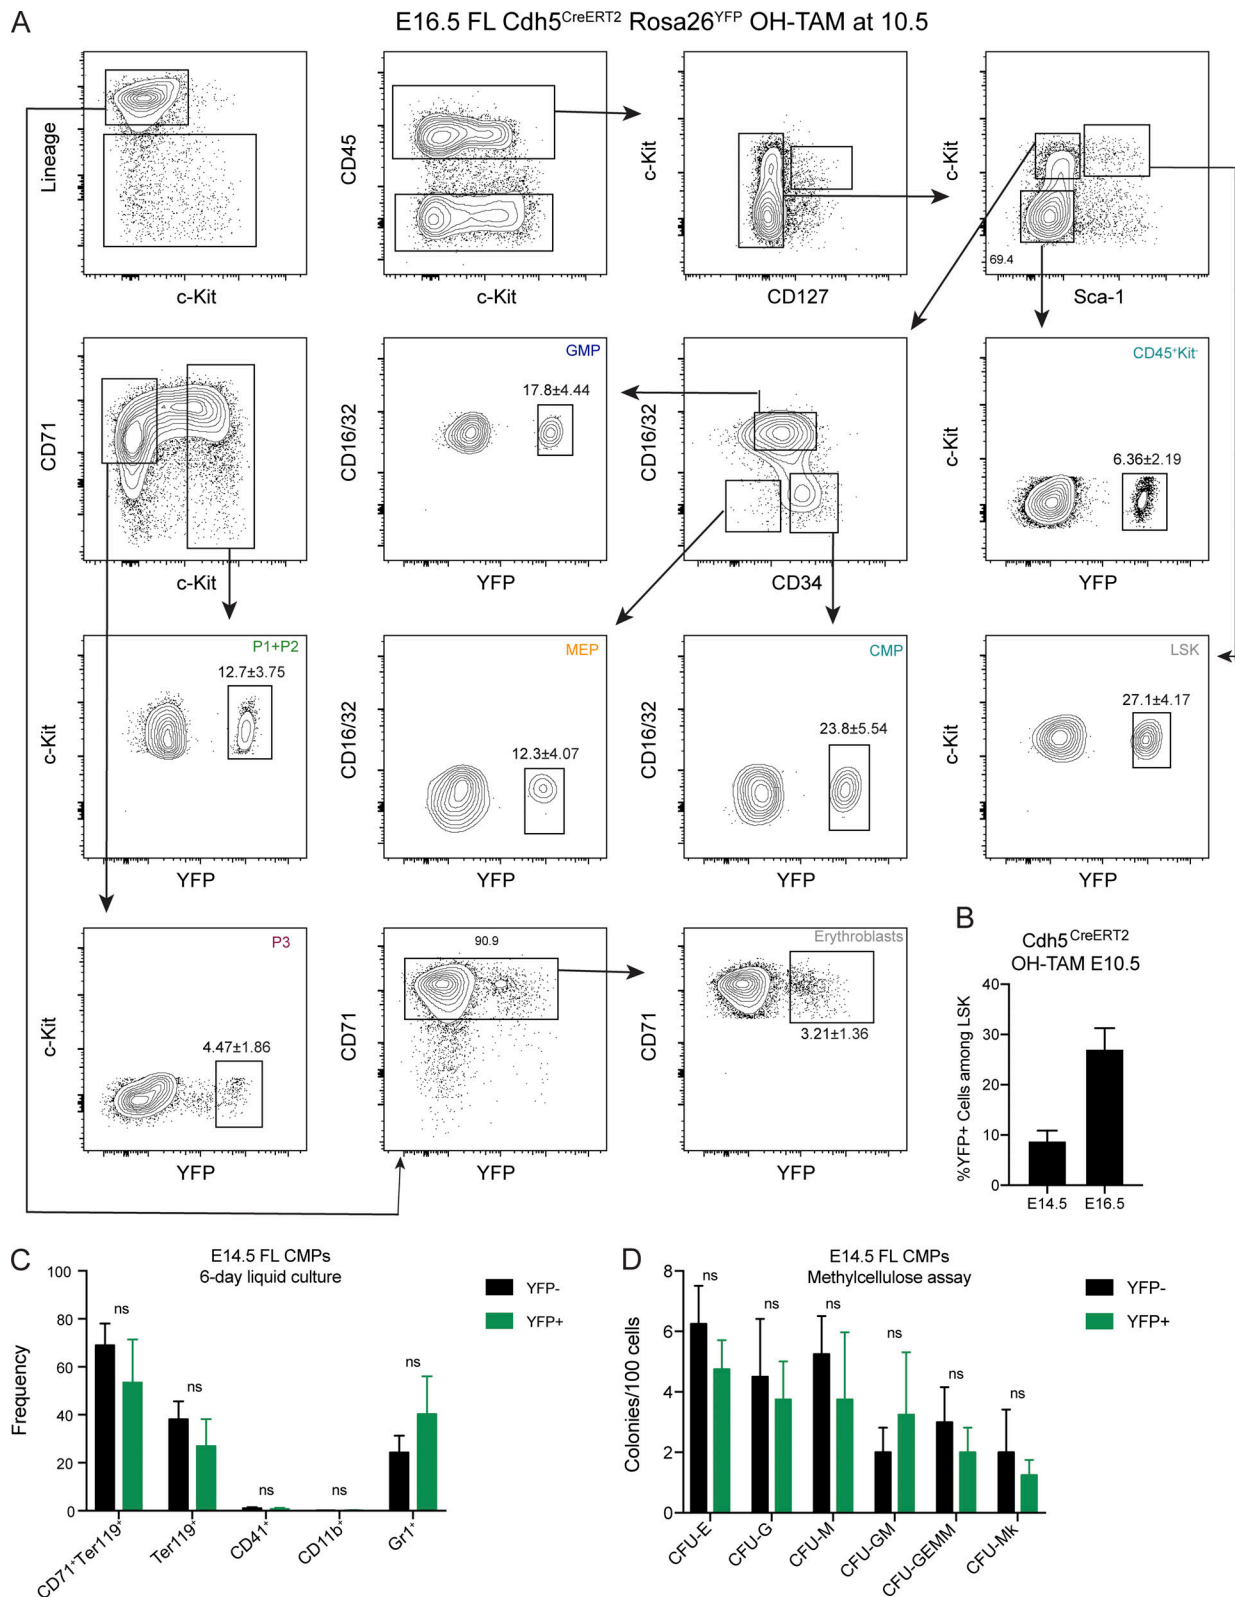 A
E16.5 FL Cdh5CreERT2 Rosa26YFP OH-TAM at 10.5
Lineage
c-Kit
CD45
c-Kit
c-Kit
CD127
c-Kit
69.4
Sca-1
CD71
c-Kit
GMP
17.8±4.44
CD16/32
YFP
CD16/32
CD34
CD45+Kit-
6.36±2.19
c-Kit
YFP
P1+P2
12.7±3.75
c-Kit
YFP
MEP
12.3±4.07
CD16/32
YFP
CMP
23.8±5.54
CD16/32
YFP
LSK
27.1±4.17
c-Kit
YFP
P3
4.47±1.86
c-Kit
YFP
90.9
CD71
YFP
Erythroblasts
3.21±1.36
CD71
YFP
B
Cdh5CreERT2
OH-TAM E10.5
%YFP+ Cells among LSK
40
30
20
10
0
E14.5 E16.5
C
E14.5 FL CMPs
6-day liquid culture
Frequency
100
80
60
40
20
0
ns
ns
ns
ns
ns
YFP-
YFP+
CD71+Ter119+
Ter119+
CD41+
CD11b+
Gr1+
D
E14.5 FL CMPs
Methylcellulose assay
Colonies/100 cells
8
6
4
2
0
ns
ns
ns
ns
ns
ns
YFP-
YFP+
CFU-E
CFU-G
CFU-M
CFU-GM
CFU-GEMM
CFU-Mk